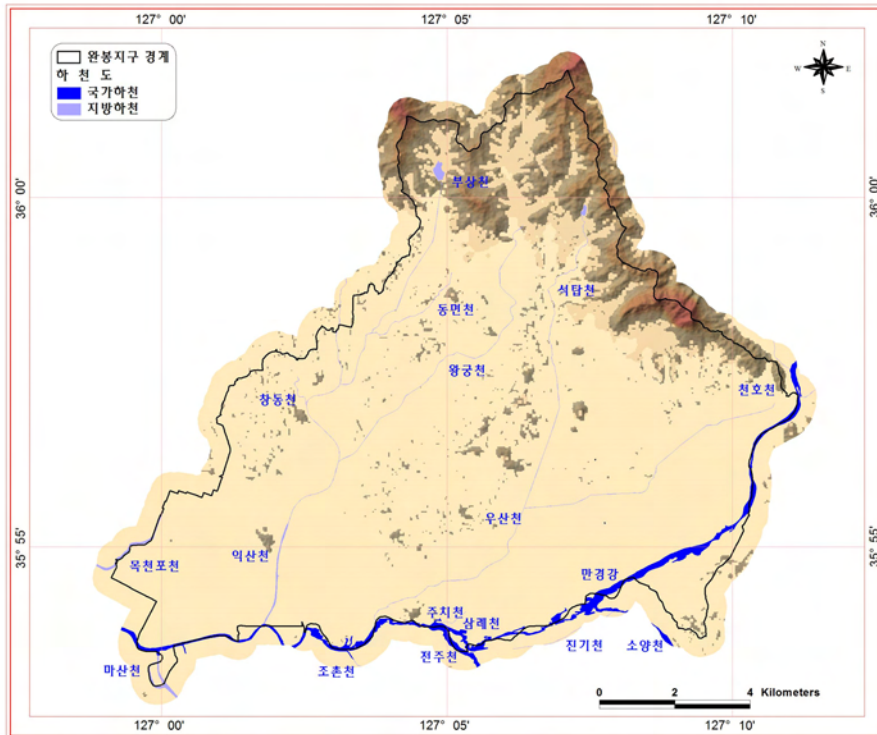 127° 00'
127° 05'
127° 10'
완봉지구 경계
하 천 도
국가하천
지방하천
N
W E
S
36° 00'
36° 00'
부상천
석탑천
동면천
왕궁천
창동천
천호천
우산천
35° 55'
35° 55'
익산천
목천포천
만경강
주치천
삼례천
진기천
소양천
전주천
마산천
조촌천
0 2 4 Kilometers
127° 00'
127° 05'
127° 10'